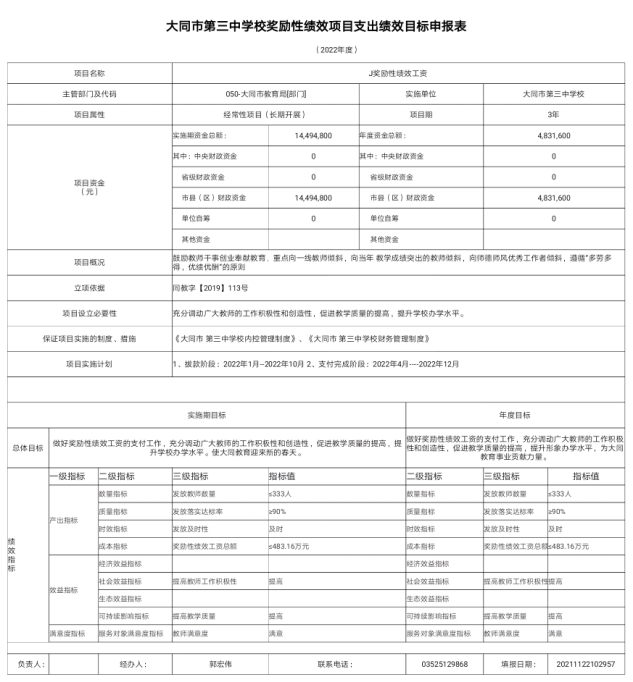 大同市第三中学校奖励性绩效项目支出绩效目标申报表
（2022年度）
项目名称 J奖励性绩效工资
主管部门及代码 050-大同市教育局[部门] 实施单位 大同市第三中学校
项目属性 经常性项目（长期开展） 项目期 3年
项目资金
（元）
实施期资金总额： 14,494,800 年度资金总额： 4,831,600
其中：中央财政资金 0 其中：中央财政资金 0
省级财政资金 0 省级财政资金 0
市县（区）财政资金 14,494,800 市县（区）财政资金 4,831,600
单位自筹 0 单位自筹 0
其他资金 其他资金
项目概况 鼓励教师干事创业奉献教育，重点向一线教师倾斜，向当年 教学成绩突出的教师倾斜，向师德师风优秀工作者倾斜，遵循"多劳多
得，优绩优酬"的原则
立项依据 同教字【2019】113号
项目设立必要性 充分调动广大教师的工作积极性和创造性，促进教学质量的提高，提升学校办学水平。
保证项目实施的制度、措施 《大同市 第三中学校内控管理制度》、《大同市 第三中学校财务管理制度》
项目实施计划 1、拨款阶段：2022年1月--2022年10月 2、支付完成阶段：2022年4月----2022年12月
实施期目标 年度目标
总体目标
做好奖励性绩效工资的支付工作，充分调动广大教师的工作积极性和创造性，促进教学质量的提高，提
升学校办学水平。使大同教育迎来新的春天。
做好奖励性绩效工资的支付工作，充分调动广大教师的工作积极
性和创造性，促进教学质量的提高，提升形象办学水平，为大同
教育事业贡献力量。
绩效指标
一级指标 二级指标 三级指标 指标值 二级指标 三级指标 指标值
产出指标
数量指标 发放教师数量 ≤333人 数量指标 发放教师数量 ≤333人
质量指标 发放落实达标率 ≥90% 质量指标 发放落实达标率 ≥90%
时效指标 发放及时性 及时 时效指标 发放及时性 及时
成本指标 奖励性绩效工资总额 ≤483.16万元 成本指标 奖励性绩效工资总额 ≤483.16万元
效益指标
经济效益指标 经济效益指标
社会效益指标 提高教师工作积极性 提高 社会效益指标 提高教师工作积极性 提高
生态效益指标 生态效益指标
可持续影响指标 提高教学质量 提高 可持续影响指标 提高教学质量 提高
满意度指标 服务对象满意度指标 教师满意度 满意 服务对象满意度指标 教师满意度 满意
负责人： 经办人： 郭宏伟 联系电话： 03525129868 填报日期： 20211122102957